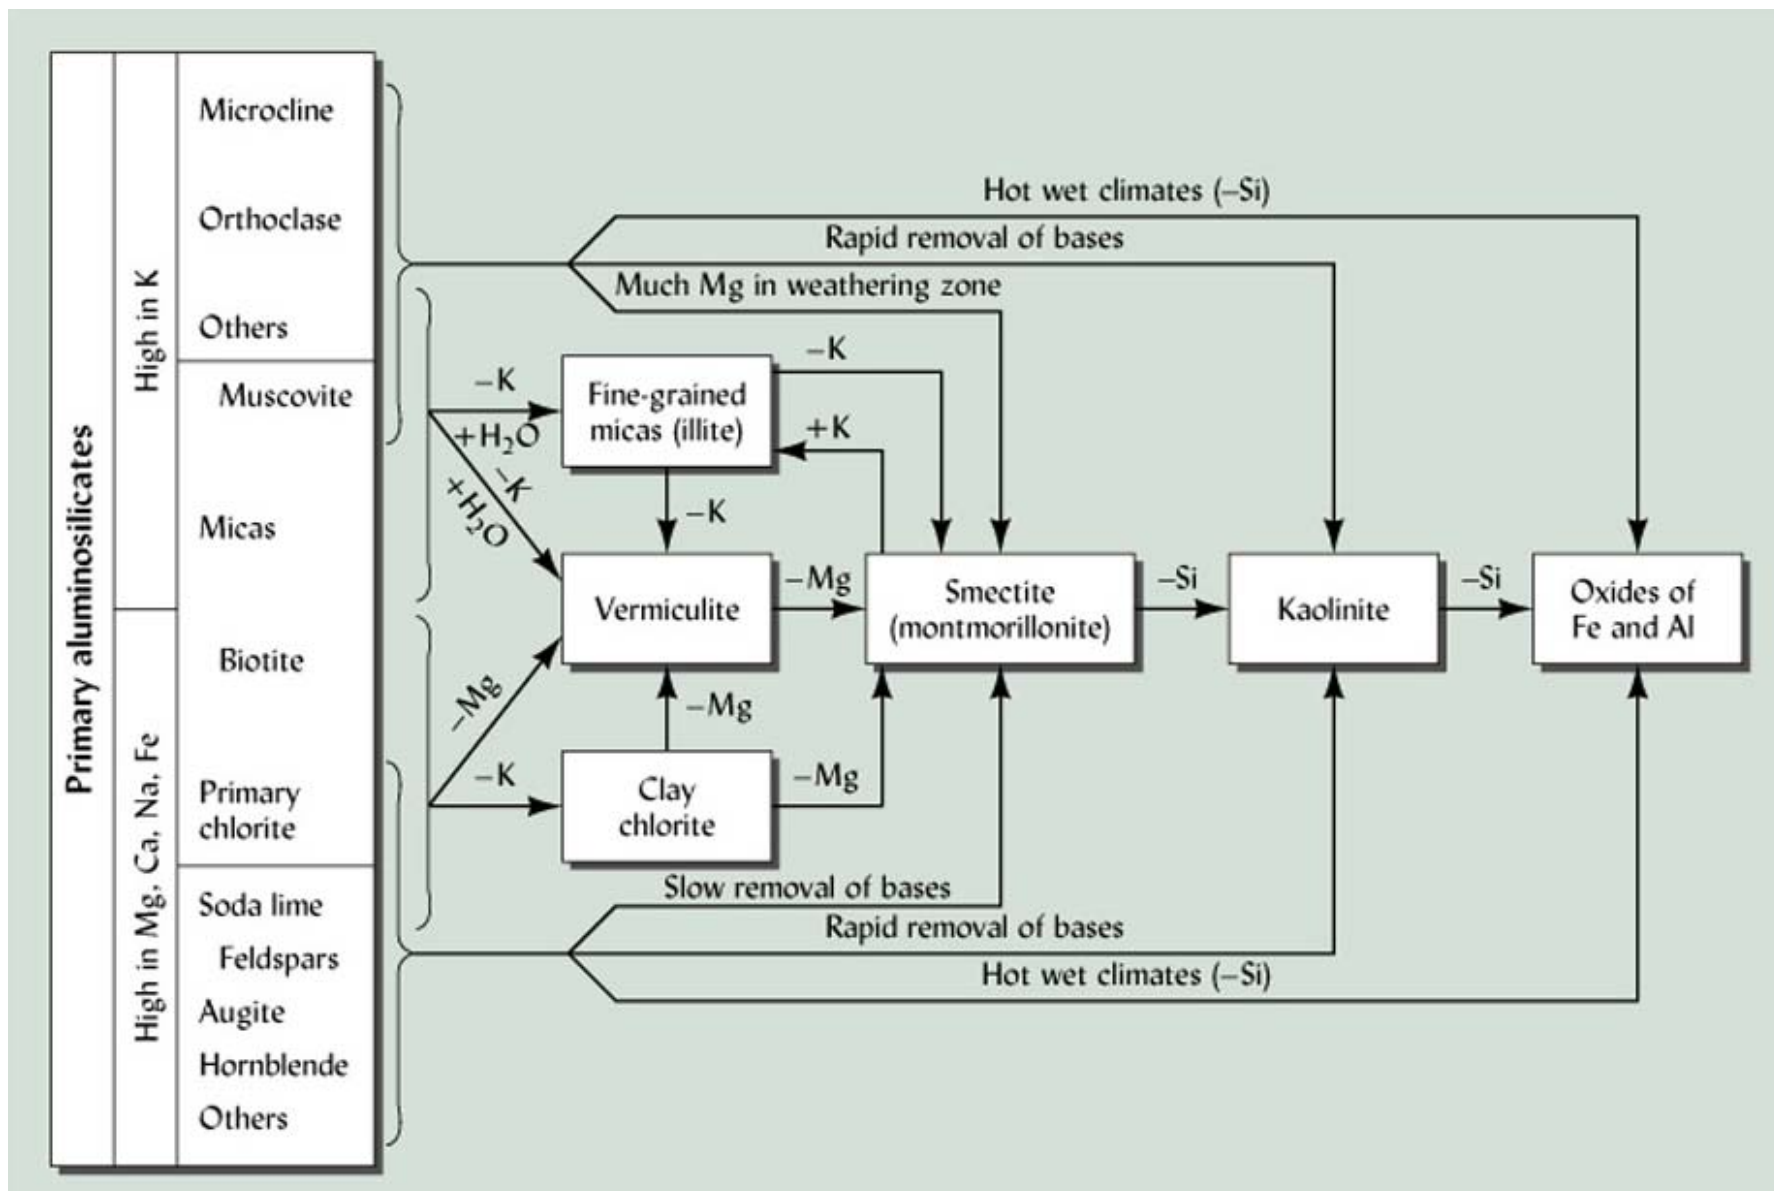 Primary aluminosilicates
High in K
High in Mg, Ca, Na, Fe
Microcline
Orthoclase
Others
Muscovite
Micas
Biotite
Primary
chlorite
Soda lime
Feldspars
Augite
Hornblende
Others
Hot wet climates (–Si)
Rapid removal of bases
Much Mg in weathering zone
–K
+H₂O
–K
+H₂O
Fine-grained
micas (illite)
–K
+K
–K
Vermiculite
–Mg
Smectite
(montmorillonite)
–Si
Kaolinite
–Si
Oxides of
Fe and Al
–Mg
–K
–Mg
Clay
chlorite
–Mg
Slow removal of bases
Rapid removal of bases
Hot wet climates (–Si)